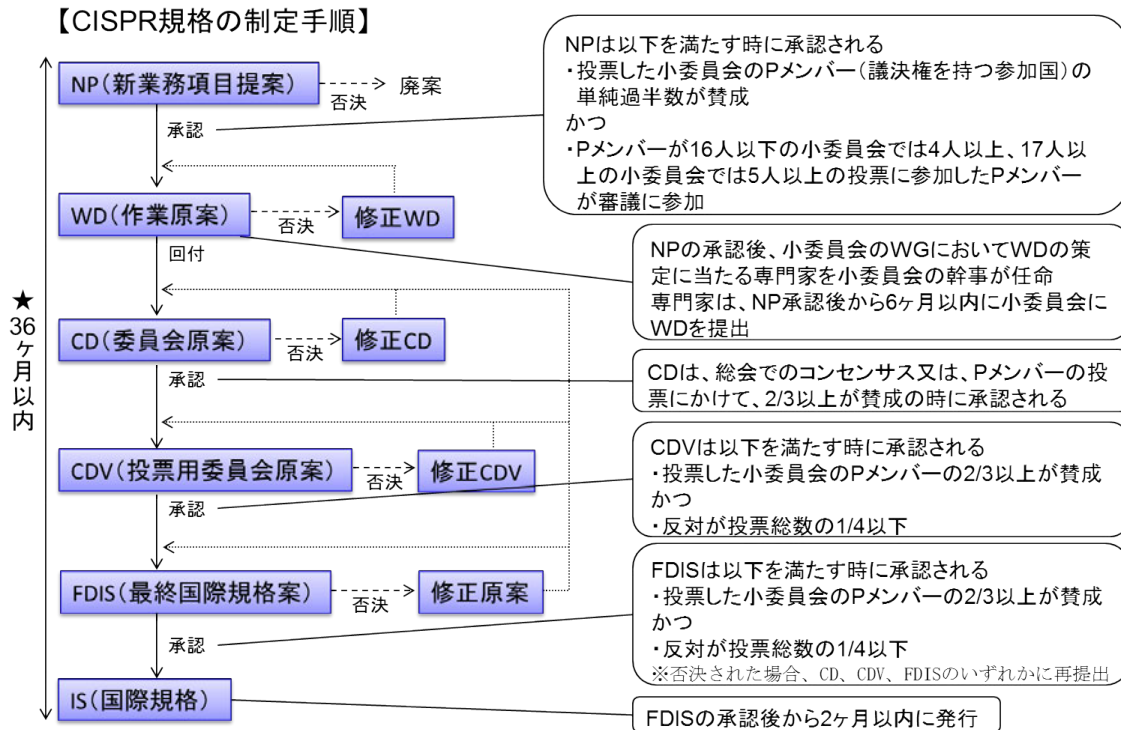 【CISPR規格の制定手順】
NP(新業務項目提案)
否決
廃案
承認
NPは以下を満たす時に承認される
・投票した小委員会のPメンバー(議決権を持つ参加国)の
単純過半数が賛成
かつ
・Pメンバーが16人以下の小委員会では4人以上、17人以
上の小委員会では5人以上の投票に参加したPメンバー
が審議に参加
WD(作業原案)
否決
修正WD
回付
NPの承認後、小委員会のWGにおいてWDの策
定に当たる専門家を小委員会の幹事が任命
専門家は、NP承認後から6ヶ月以内に小委員会に
WDを提出
★36ヶ月以内
CD(委員会原案)
否決
修正CD
承認
CDは、総会でのコンセンサス又は、Pメンバーの投
票にかけて、2/3以上が賛成の時に承認される
CDV(投票用委員会原案)
否決
修正CDV
承認
CDVは以下を満たす時に承認される
・投票した小委員会のPメンバーの2/3以上が賛成
かつ
・反対が投票総数の1/4以下
FDIS(最終国際規格案)
否決
修正原案
承認
FDISは以下を満たす時に承認される
・投票した小委員会のPメンバーの2/3以上が賛成
かつ
・反対が投票総数の1/4以下
※否決された場合、CD、CDV、FDISのいずれかに再提出
IS(国際規格)
FDISの承認後から2ヶ月以内に発行